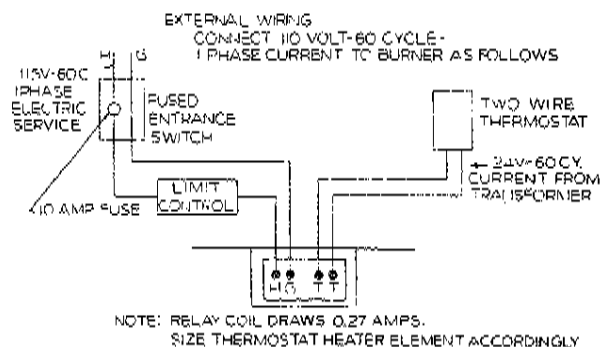 EXTERNAL WIRING
CONNECT 110 VOLT-60 CYCLE-
1 PHASE CURRENT TO BURNER AS FOLLOWS
H G
115V-60C
1PHASE
ELECTRIC
SERVICE
FUSED
ENTRANCE
SWITCH
TWO WIRE
THERMOSTAT
24V-60CY.
CURRENT FROM
TRANSFORMER
10 AMP FUSE
LIMIT
CONTROL
H G T T
NOTE: RELAY COIL DRAWS 0.27 AMPS.
SIZE THERMOSTAT HEATER ELEMENT ACCORDINGLY